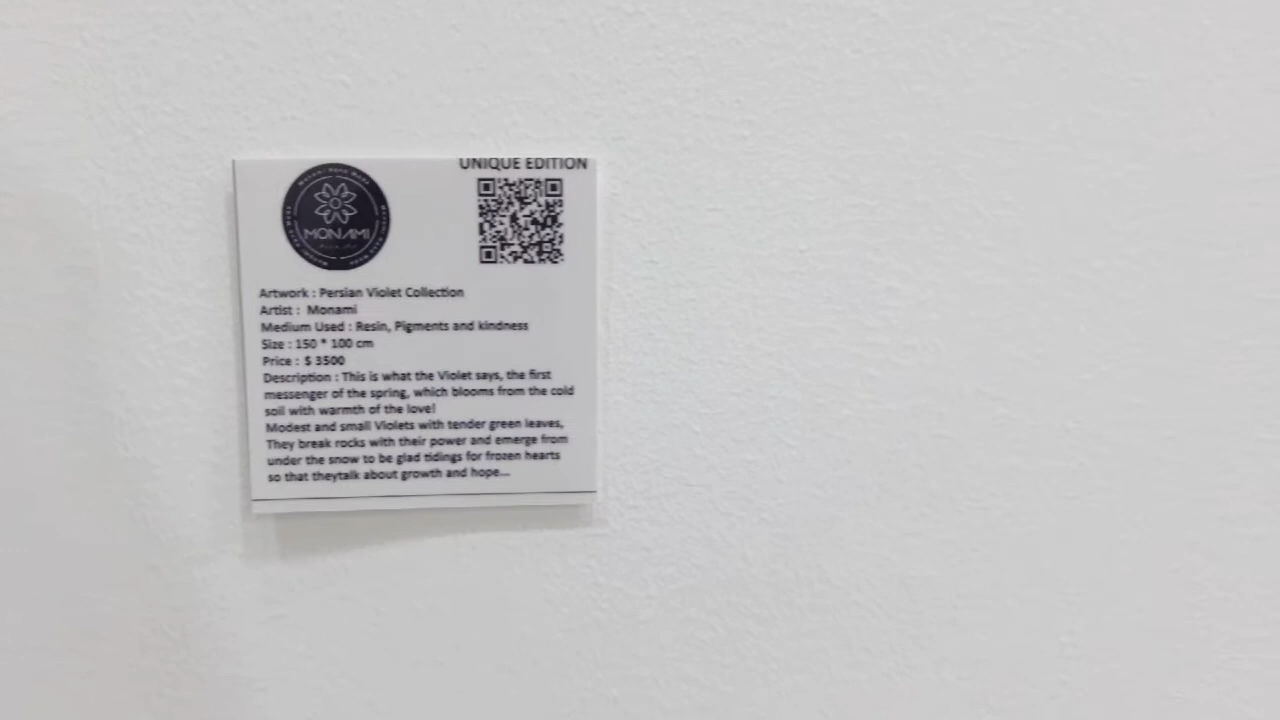 UNIQUE EDITION
MONAMI
Artwork : Persian Violet Collection
Artist : Monami
Medium Used : Resin, Pigments and kindness
Size : 150 * 100 cm
Price : $ 3500
Description : This is what the Violet says, the first
messenger of the spring, which blooms from the cold
soil with warmth of the love!
Modest and small Violets with tender green leaves,
They break rocks with their power and emerge from
under the snow to be glad tidings for frozen hearts
so that theytalk about growth and hope...